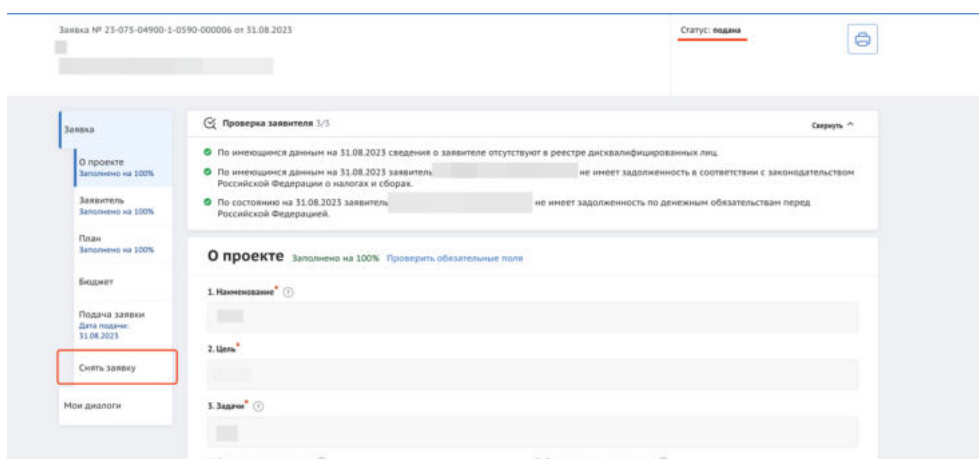 Заявка № 23-075-04900-1-0590-000006 от 31.08.2023
Статус: подана
Заявка
О проекте
Заполнено на 100%
Заявитель
Заполнено на 100%
План
Заполнено на 100%
Бюджет
Подача заявки
Дата подачи:
31.08.2023
Снять заявку
Мои диалоги
Проверка заявителя 3/3
Свернуть
По имеющимся данным на 31.08.2023 сведения о заявителе отсутствуют в реестре дисквалифицированных лиц.
По имеющимся данным на 31.08.2023 заявитель не имеет задолженность в соответствии с законодательством
Российской Федерации о налогах и сборах.
По состоянию на 31.08.2023 заявитель не имеет задолженность по денежным обязательствам перед
Российской Федерацией.
О проекте Заполнено на 100% Проверить обязательные поля
1. Наименование*
2. Цель*
3. Задачи*